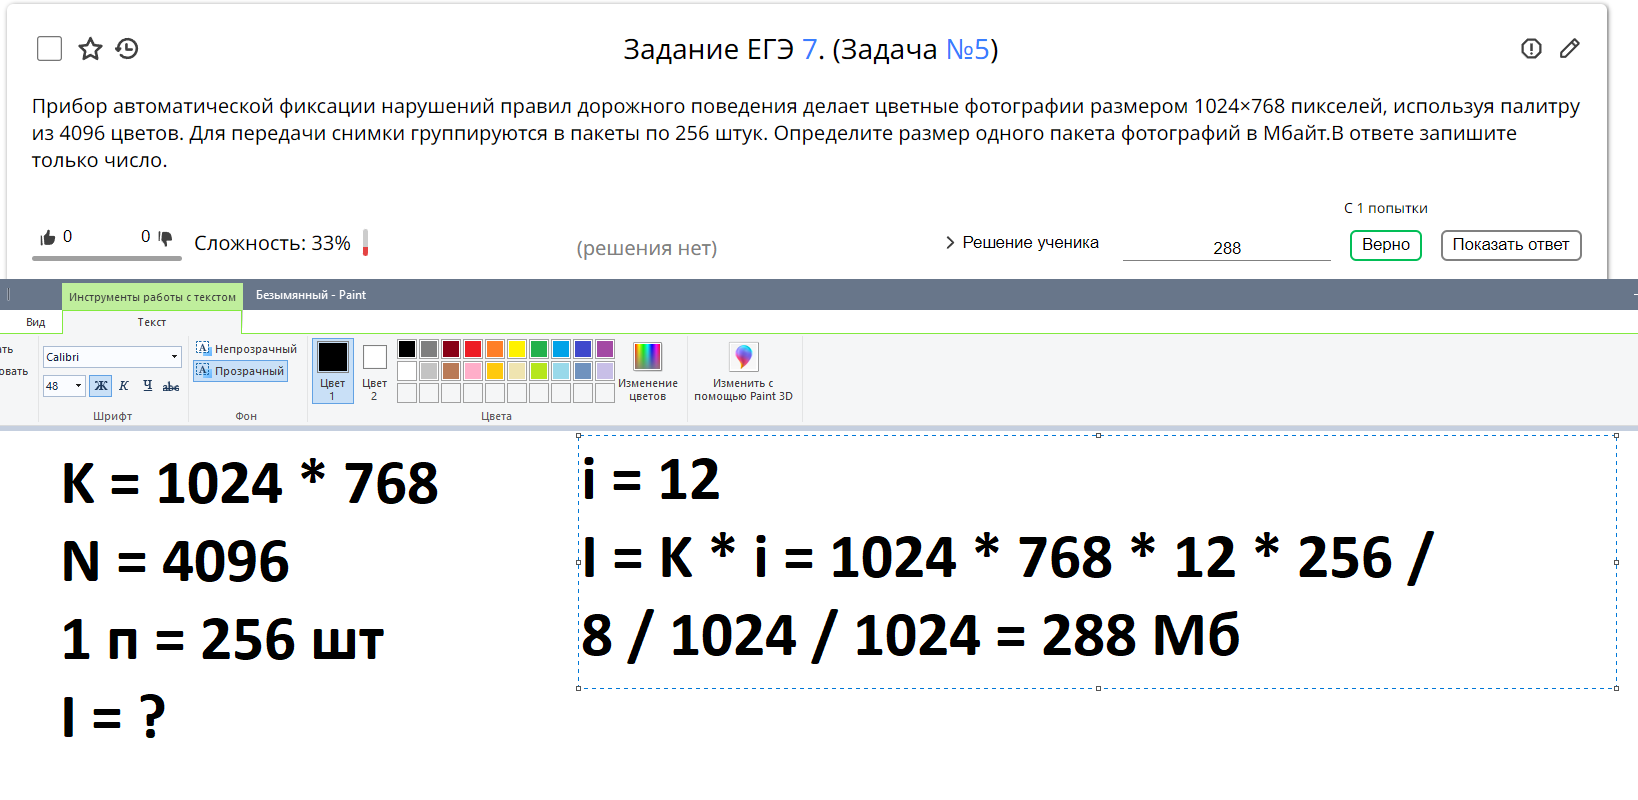 Задание ЕГЭ 7. (Задача №5)
Прибор автоматической фиксации нарушений правил дорожного поведения делает цветные фотографии размером 1024×768 пикселей, используя палитру
из 4096 цветов. Для передачи снимки группируются в пакеты по 256 штук. Определите размер одного пакета фотографий в Мбайт.В ответе запишите
только число.
С 1 попытки
0 0 Сложность: 33% (решения нет) Решение ученика 288 Верно Показать ответ
Инструменты работы с текстом Безымянный - Paint
Вид Текст
Calibri
48 Ж К Ч abc
Шрифт
Непрозрачный
Прозрачный
Фон
Цвет
1
Цвет
2
Изменение
цветов
Цвета
Изменить с
помощью Paint 3D
K = 1024 * 768
N = 4096
1 п = 256 шт
I = ?
i = 12
I = K * i = 1024 * 768 * 12 * 256 /
8 / 1024 / 1024 = 288 Мб